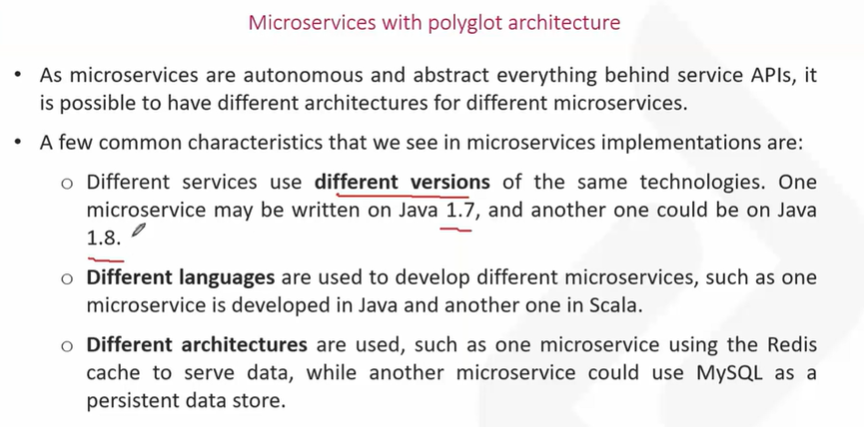 Microservices with polyglot architecture
• As microservices are autonomous and abstract everything behind service APIs, it
is possible to have different architectures for different microservices.
• A few common characteristics that we see in microservices implementations are:
o Different services use different versions of the same technologies. One
microservice may be written on Java 1.7, and another one could be on Java
1.8.
o Different languages are used to develop different microservices, such as one
microservice is developed in Java and another one in Scala.
o Different architectures are used, such as one microservice using the Redis
cache to serve data, while another microservice could use MySQL as a
persistent data store.